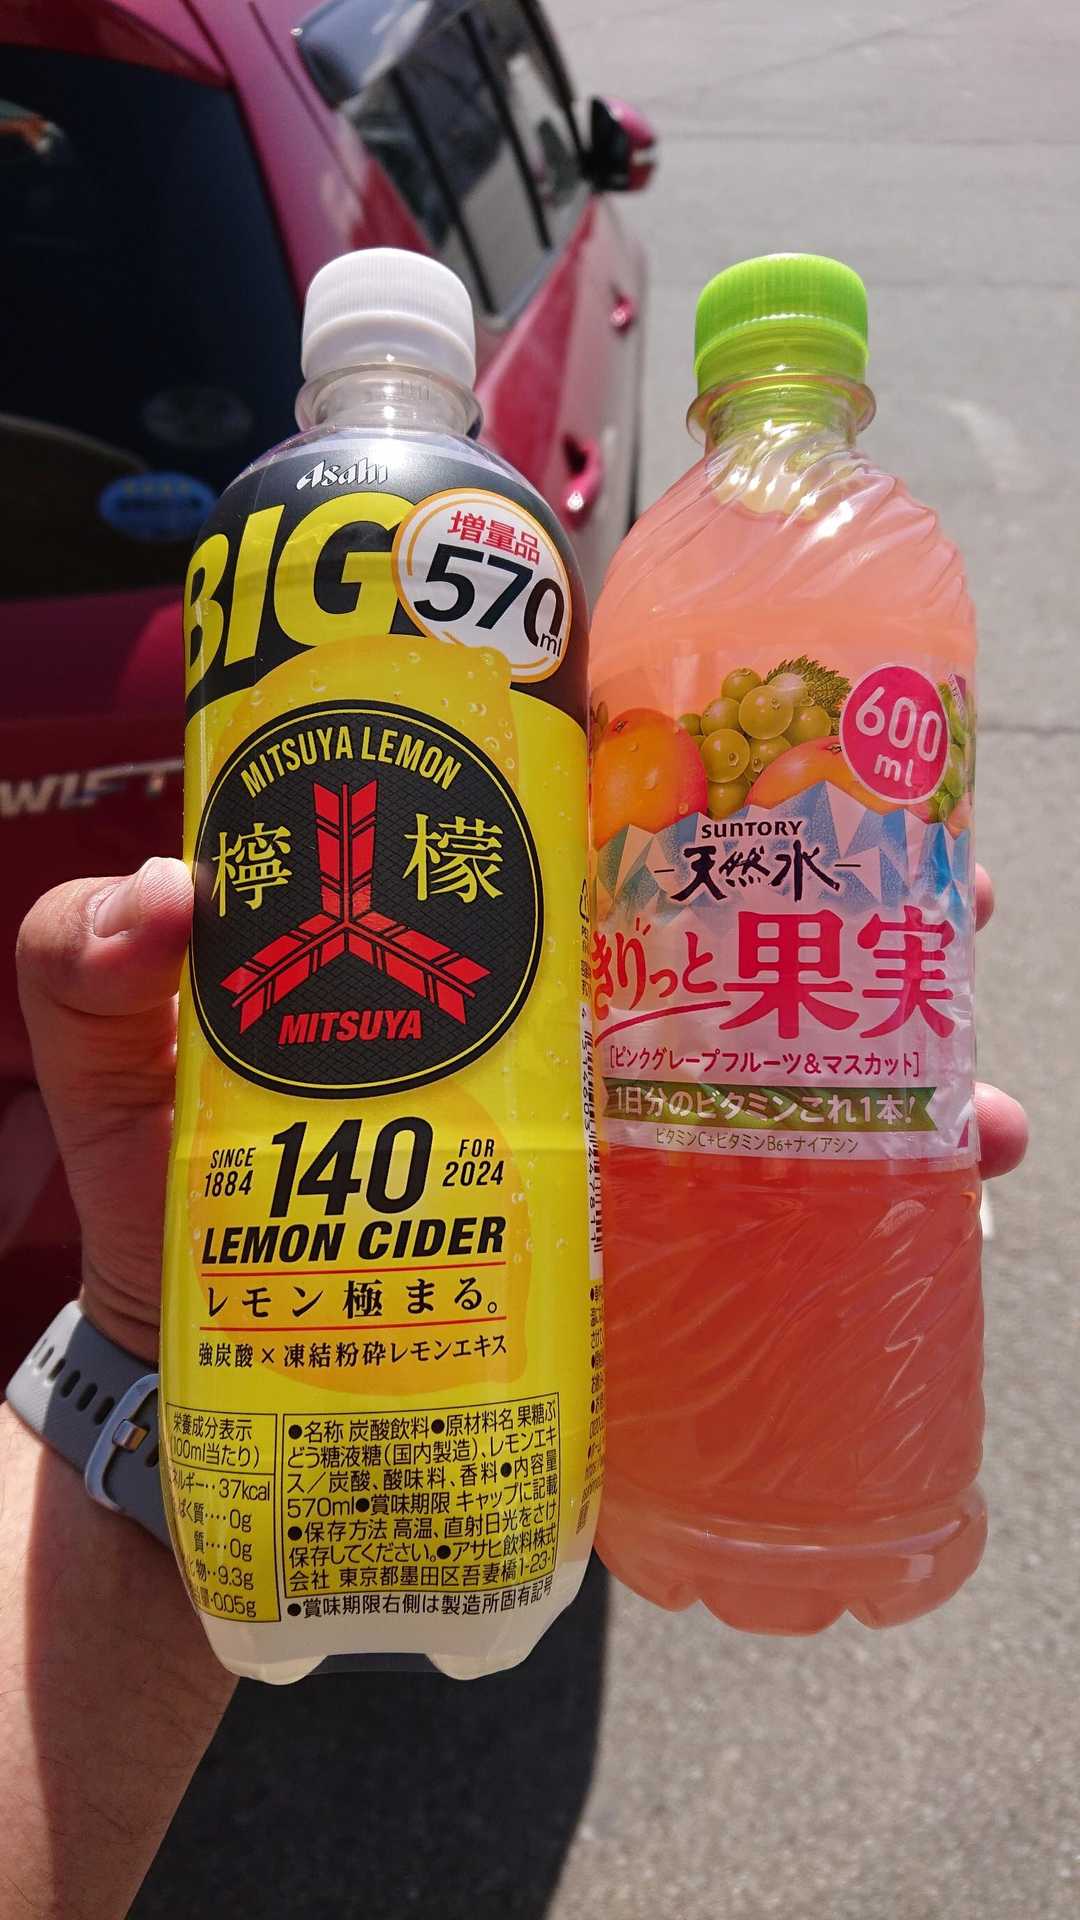 Asahi
BIG
増量品
570ml
MITSUYA LEMON
檸檬
MITSUYA
SINCE 1884
140
FOR 2024
LEMON CIDER
レモン極まる。
強炭酸×凍結粉砕レモンエキス
栄養成分表示
(100ml当たり)
37kcal
0g
質‥‥0g
9.3g
0.05g
●名称 炭酸飲料●原材料名 果糖ぶ
どう糖液糖(国内製造)、レモンエキ
ス/炭酸、酸味料、香料●内容量
570ml●賞味期限 キャップに記載
●保存方法 高温、直射日光をさけ
保存してください。●アサヒ飲料株式
会社 東京都墨田区吾妻橋1-23-1
●賞味期限右側は製造所固有記号
600ml
SUNTORY
天然水
きりっと果実
[ピンクグレープフルーツ&マスカット]
1日分のビタミンこれ1本!
ビタミンC+ビタミンB6+ナイアシン
WIFT